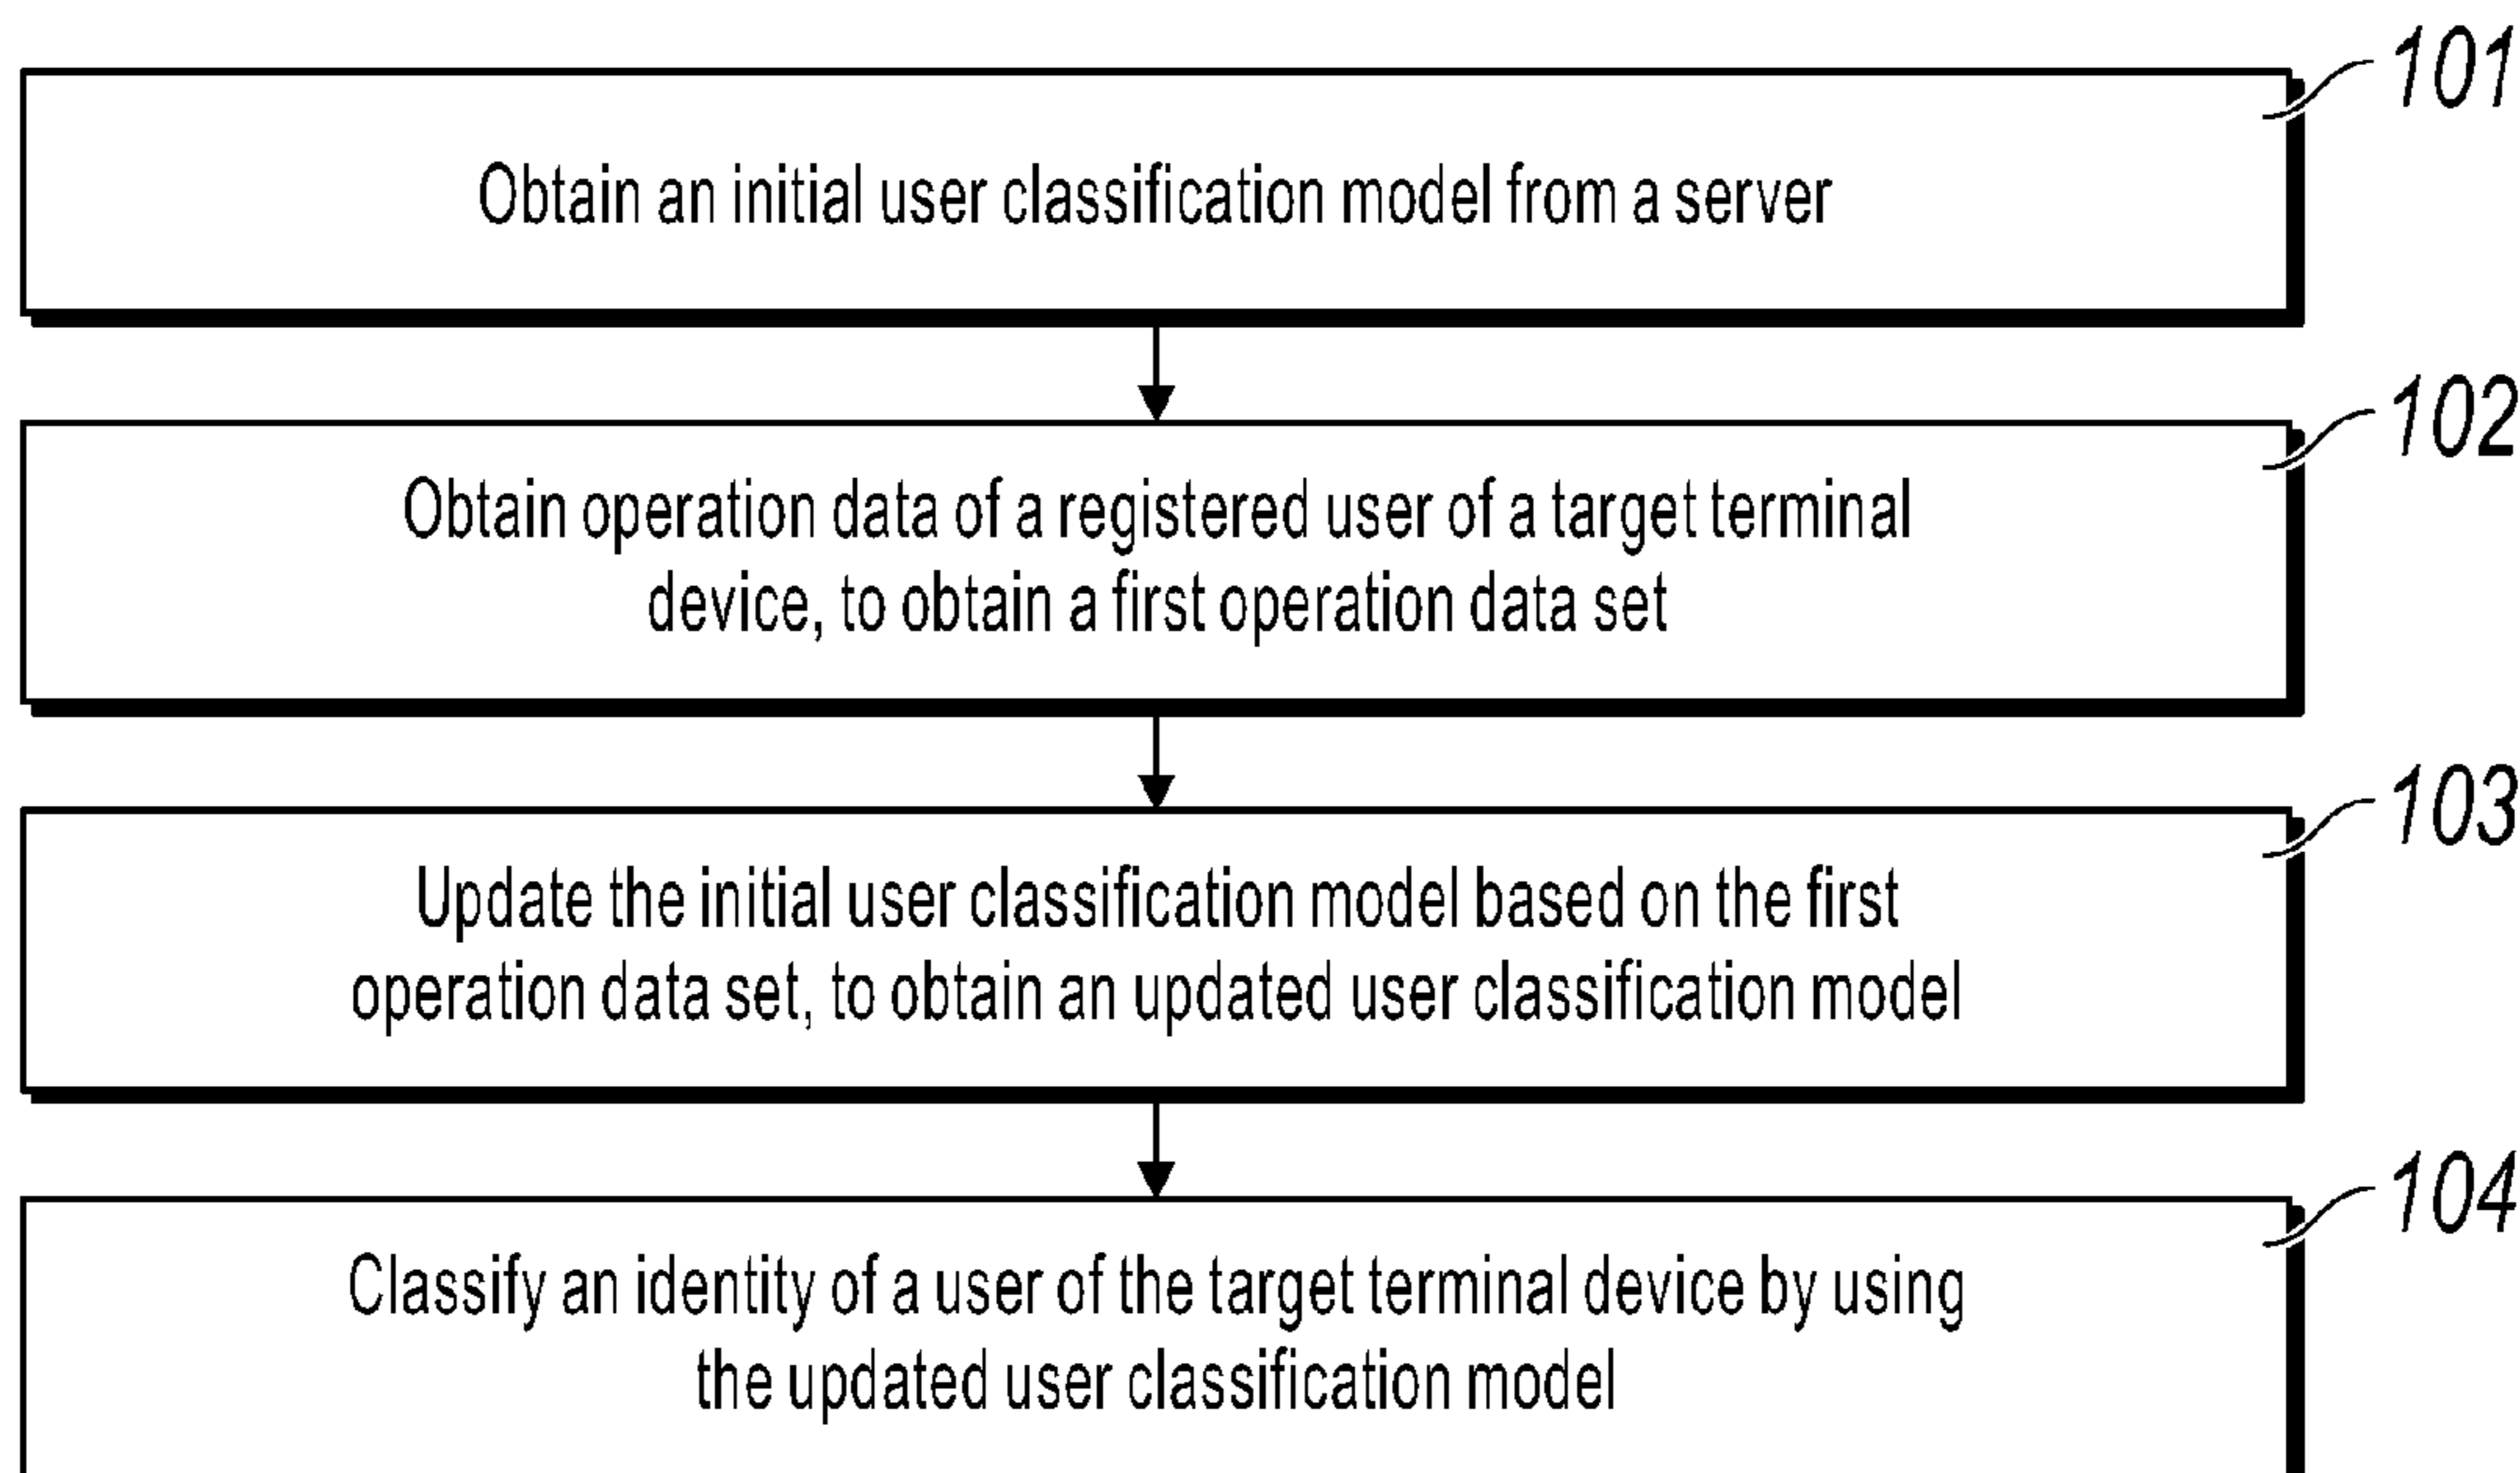 101
Obtain an initial user classification model from a server
102
Obtain operation data of a registered user of a target terminal
device, to obtain a first operation data set
103
Update the initial user classification model based on the first
operation data set, to obtain an updated user classification model
104
Classify an identity of a user of the target terminal device by using
the updated user classification model